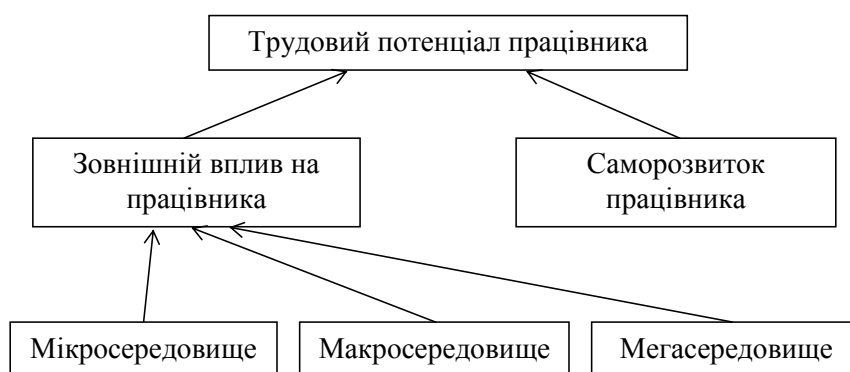 Трудовий потенціал працівника
Зовнішній вплив на
працівника
Саморозвиток
працівника
Мікросередовище
Макросередовище
Мегасередовище